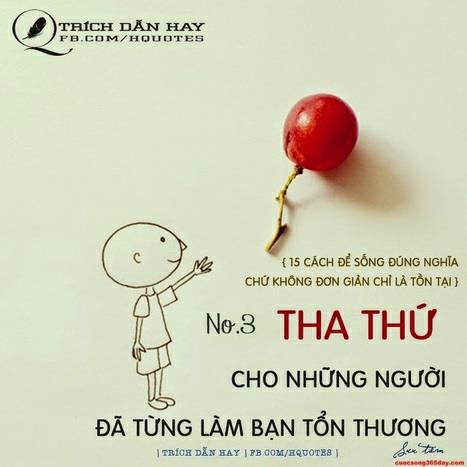 TRÍCH DẪN HAY
FB.COM/HQUOTES
{ 15 CÁCH ĐỂ SỐNG ĐÚNG NGHĨA
CHỨ KHÔNG ĐƠN GIẢN CHỈ LÀ TỒN TẠI }
No.3 THA THỨ
CHO NHỮNG NGƯỜI
ĐÃ TỪNG LÀM BẠN TỔN THƯƠNG
| TRÍCH DẪN HAY | FB.COM/HQUOTES | Sưu tầm
cuocsong365day.com